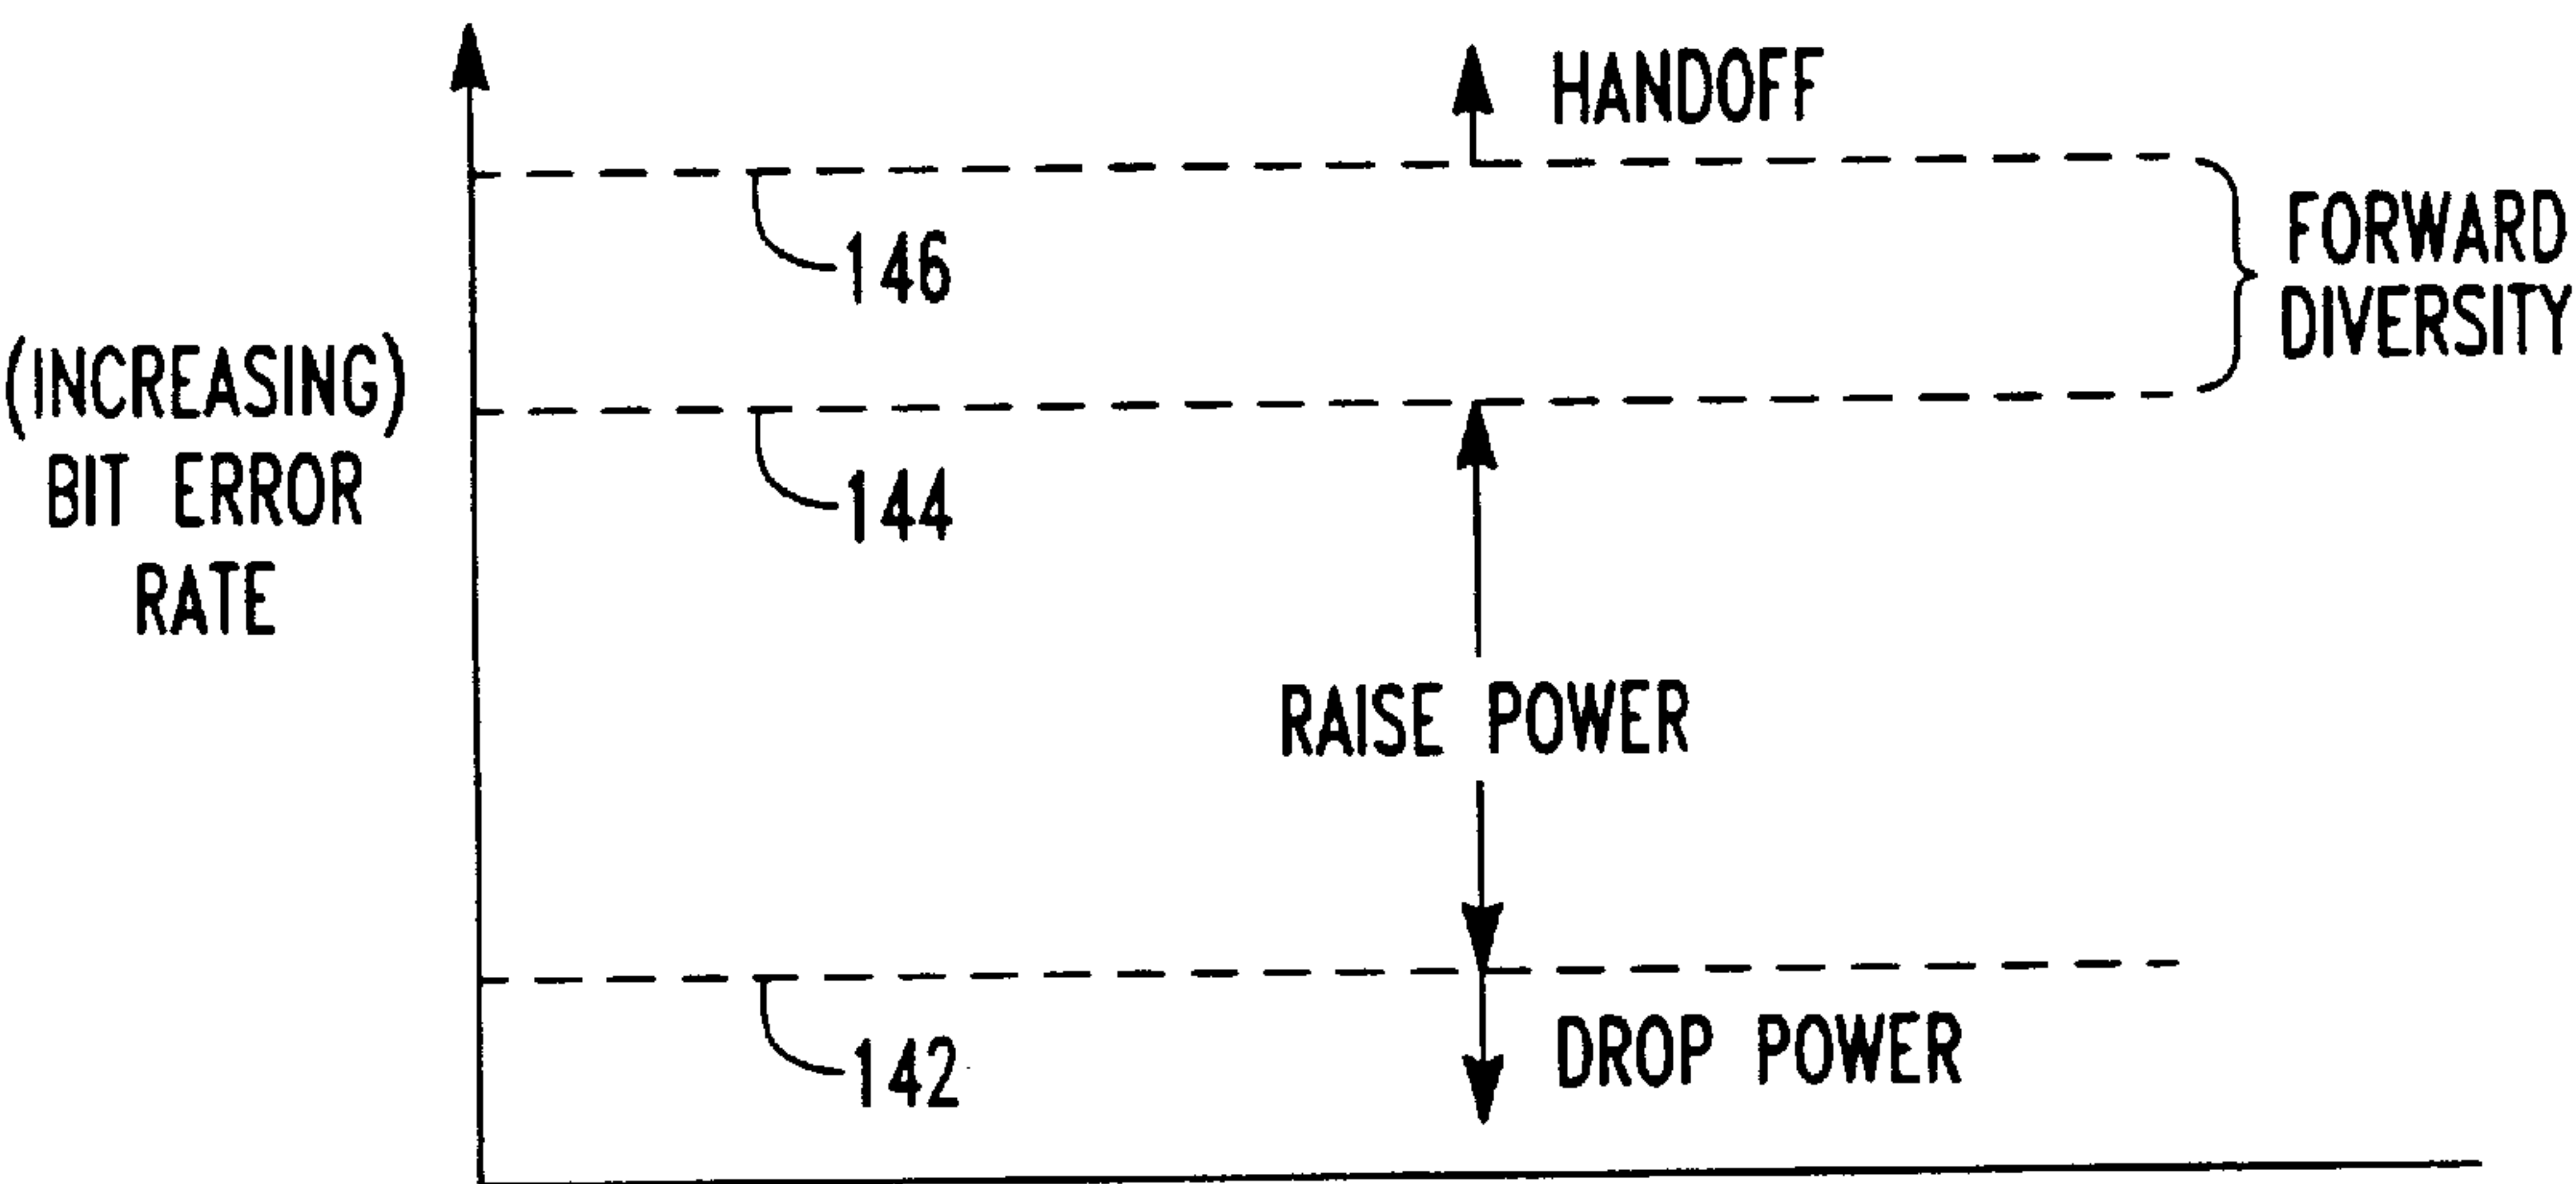 HANDOFF
146
FORWARD
DIVERSITY
(INCREASING)
BIT ERROR
RATE
144
RAISE POWER
DROP POWER
142